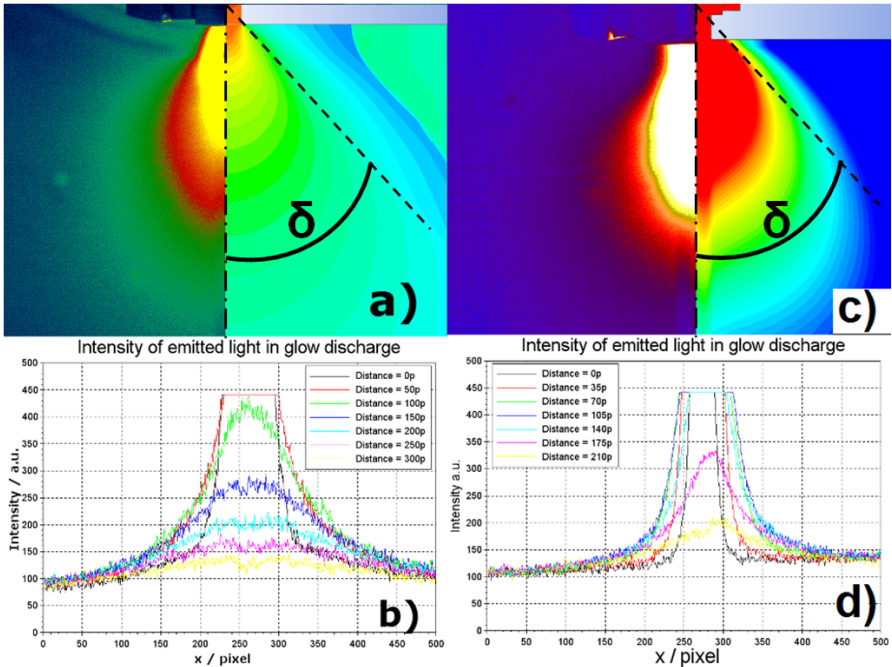 δ
a)
δ
c)
Intensity of emitted light in glow discharge
Intensity / a.u.
500
450
400
350
300
250
200
150
100
50
0
Distance = 0p
Distance = 50p
Distance = 100p
Distance = 150p
Distance = 200p
Distance = 250p
Distance = 300p
b)
0 50 100 150 200 250 300 350 400 450 500
x / pixel
Intensity of emitted light in glow discharge
Intensity a.u.
500
450
400
350
300
250
200
150
100
50
0
Distance = 0p
Distance = 35p
Distance = 70p
Distance = 105p
Distance = 140p
Distance = 175p
Distance = 210p
d)
0 50 100 150 200 250 300 350 400 450 500
x / pixel